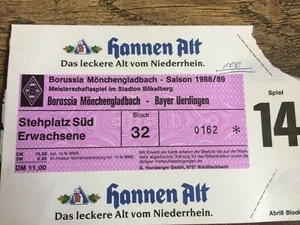 Hannen Alt
Das leckere Alt vom Niederrhein.
Borussia Mönchengladbach - Saison 1988/89
Meisterschaftsspiel im Stadion Bökelberg
Borussia Mönchengladbach - Bayer Uerdingen
Spiel
14
Stehplatz Süd
Erwachsene
Block
32
0162 *
DM 11,00
Hannen Alt
Das leckere Alt vom Niederrhein.
Abriß Block